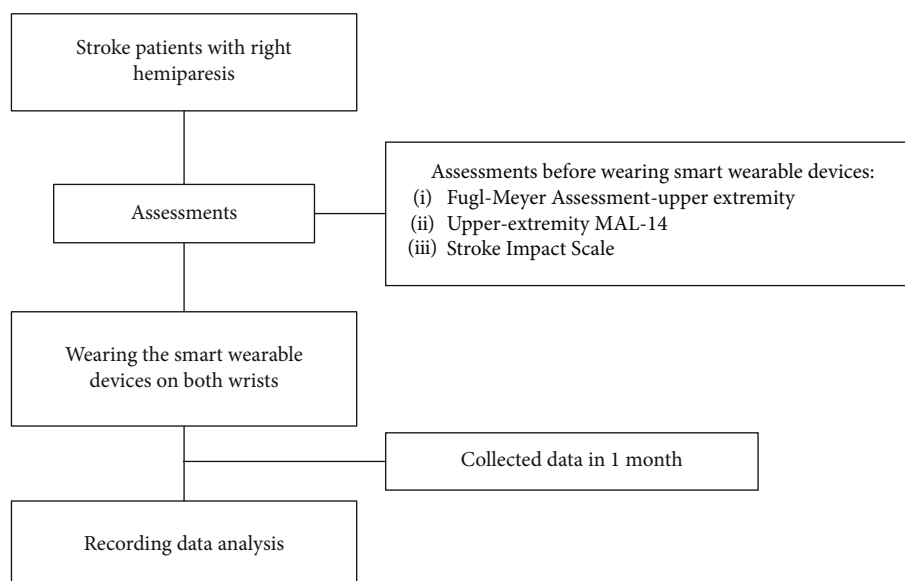 Stroke patients with right
hemiparesis
Assessments
Assessments before wearing smart wearable devices:
(i) Fugl-Meyer Assessment-upper extremity
(ii) Upper-extremity MAL-14
(iii) Stroke Impact Scale
Wearing the smart wearable
devices on both wrists
Collected data in 1 month
Recording data analysis